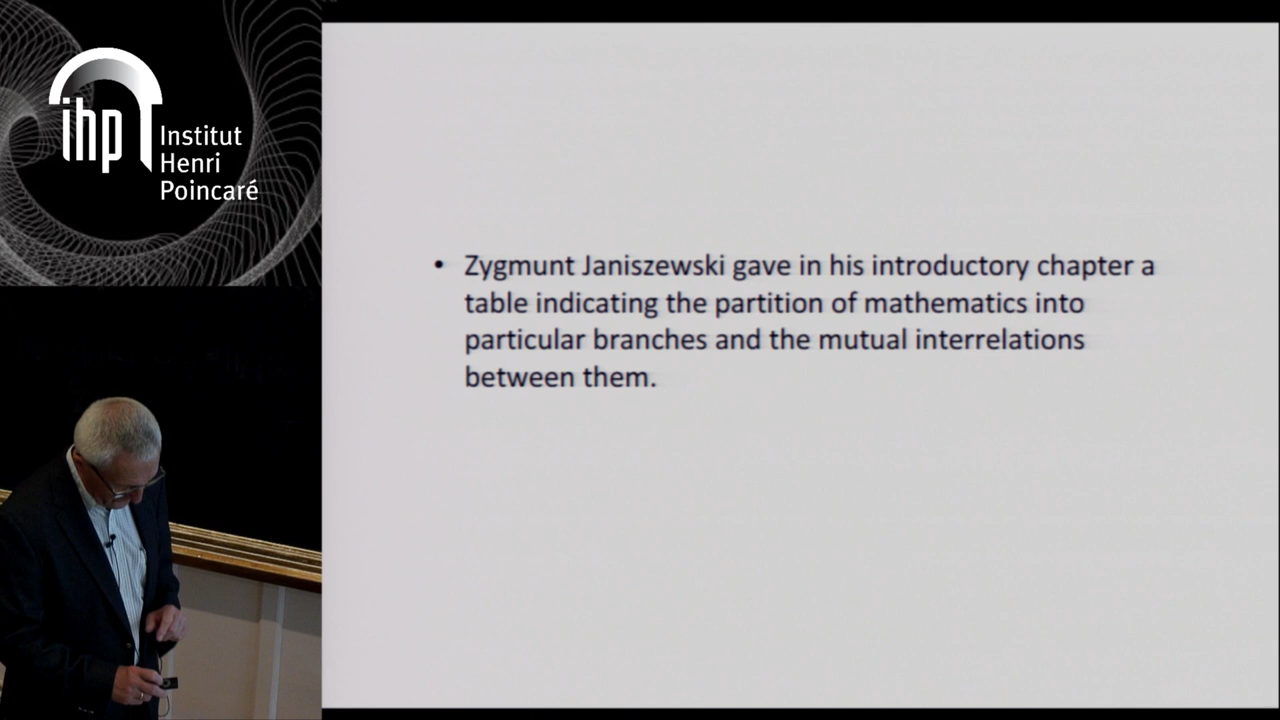 ihp
Institut
Henri
Poincaré
• Zygmunt Janiszewski gave in his introductory chapter a
table indicating the partition of mathematics into
particular branches and the mutual interrelations
between them.